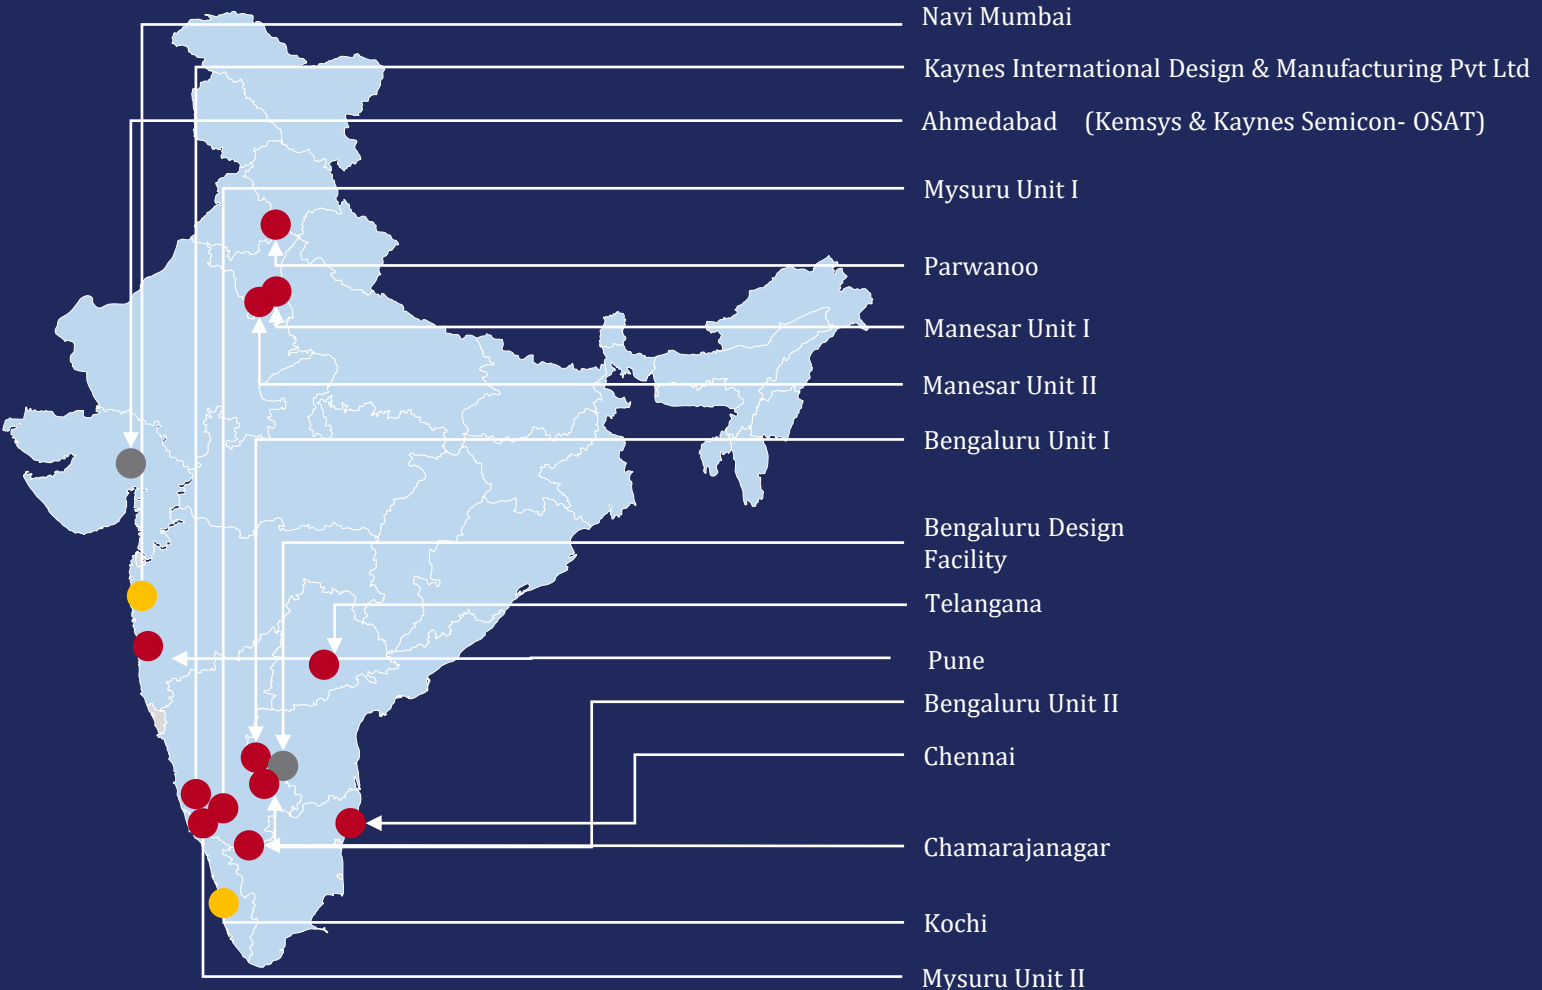 Navi Mumbai
Kaynes International Design & Manufacturing Pvt Ltd
Ahmedabad (Kemsys & Kaynes Semicon- OSAT)
Mysuru Unit I
Parwanoo
Manesar Unit I
Manesar Unit II
Bengaluru Unit I
Bengaluru Design
Facility
Telangana
Pune
Bengaluru Unit II
Chennai
Chamarajanagar
Kochi
Mysuru Unit II